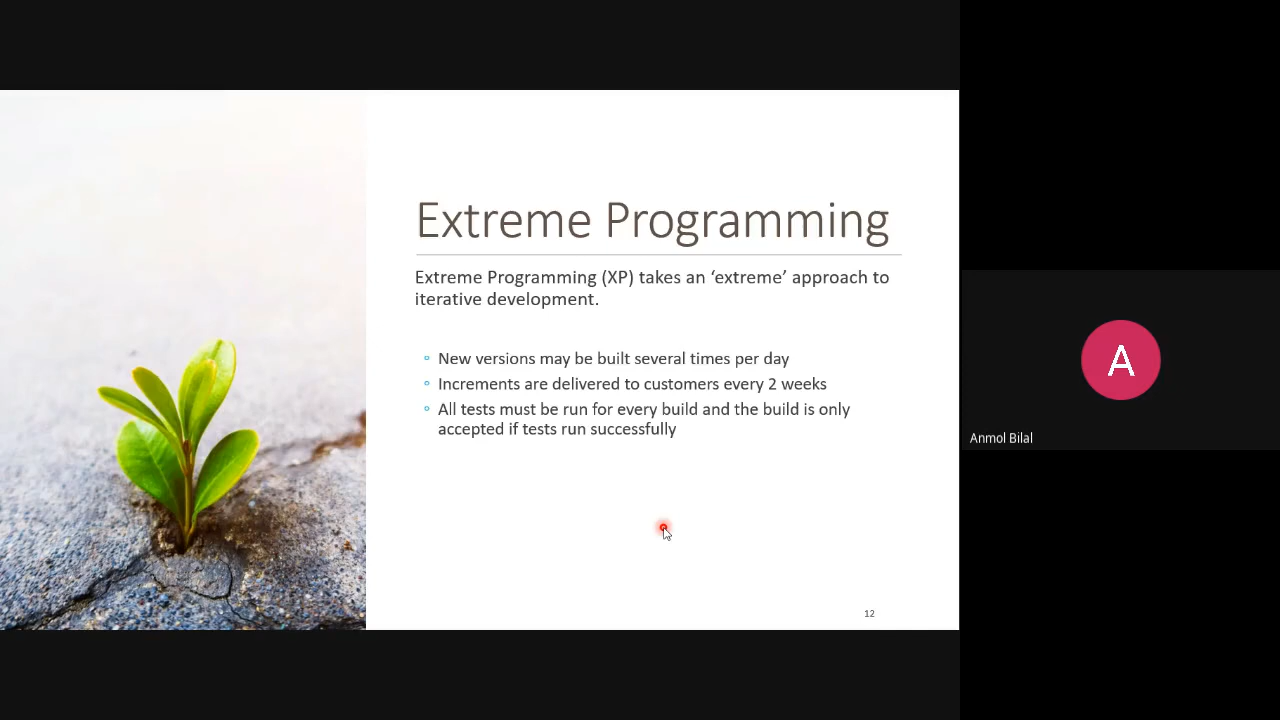 Extreme Programming
Extreme Programming (XP) takes an ‘extreme’ approach to
iterative development.
New versions may be built several times per day
Increments are delivered to customers every 2 weeks
All tests must be run for every build and the build is only
accepted if tests run successfully
12
A
Anmol Bilal